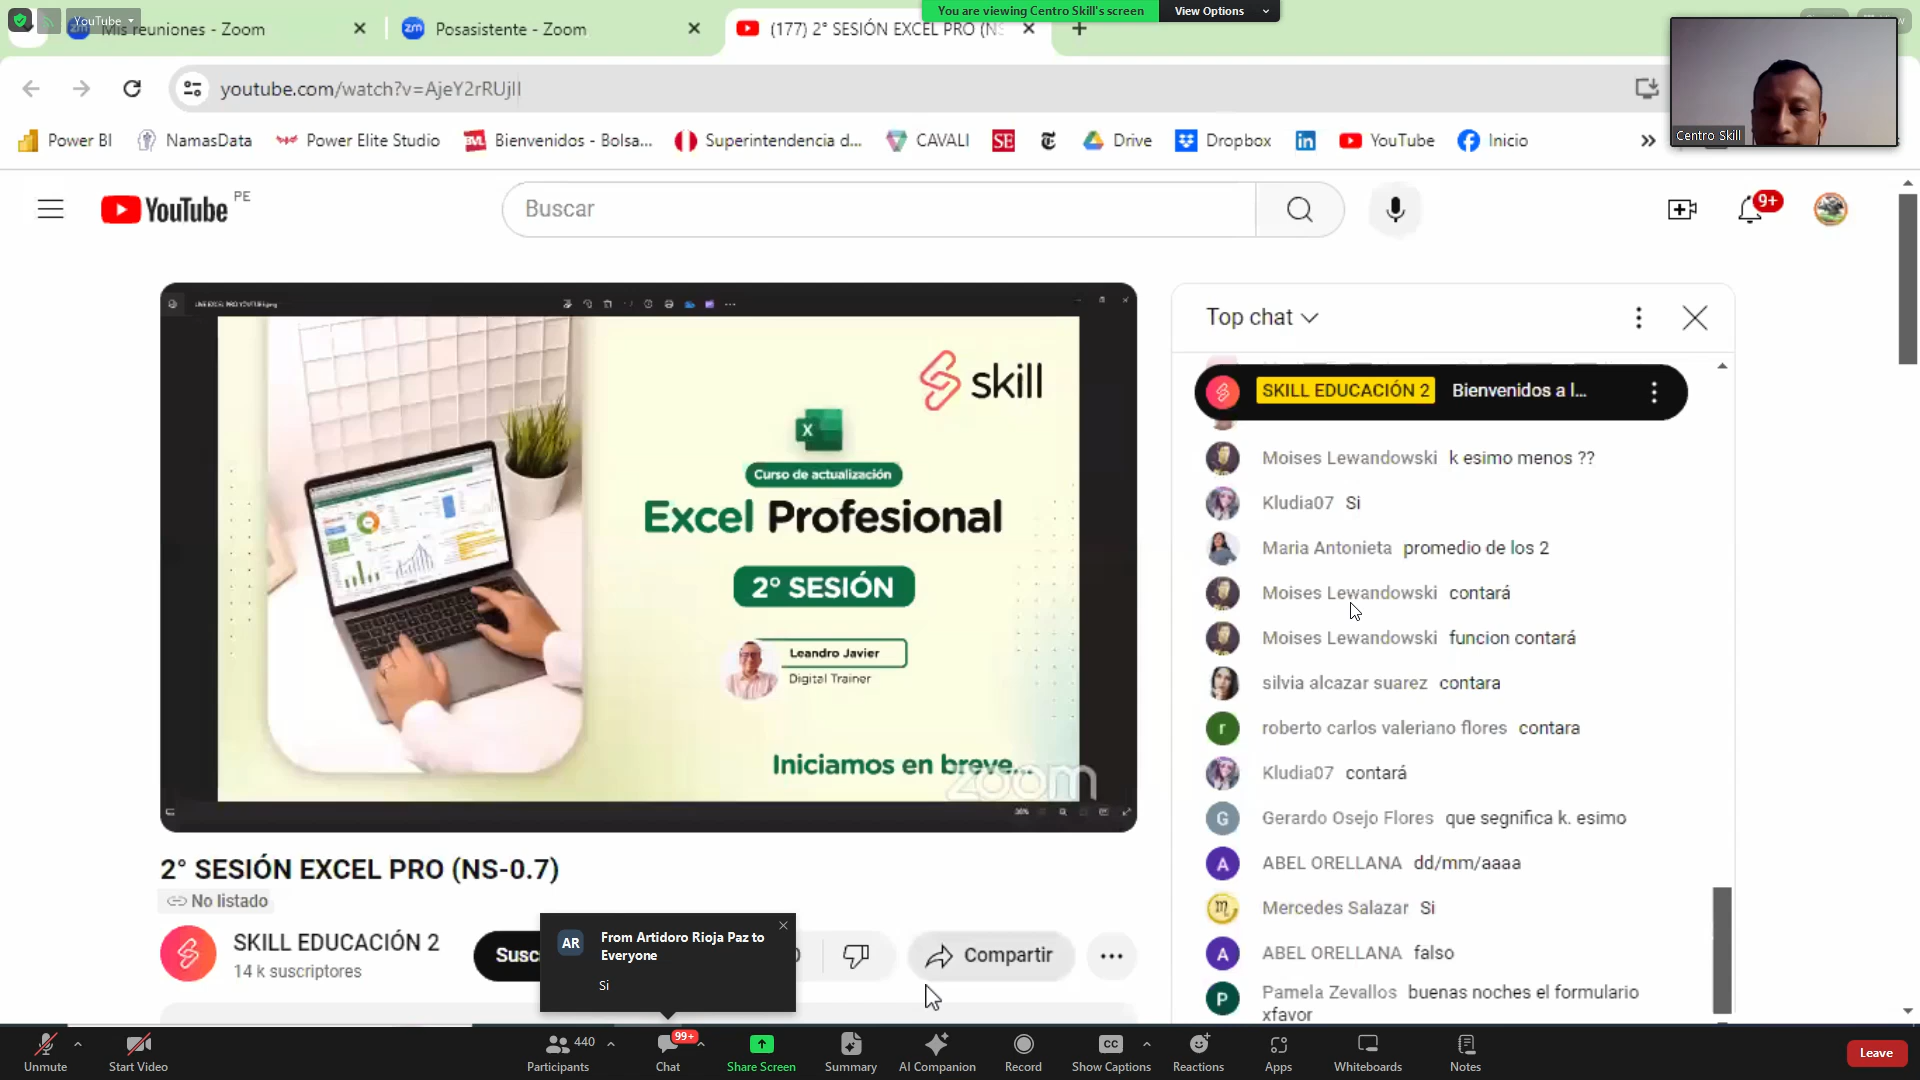 YouTube
You are viewing Centro Skill's screen
View Options
Mis reuniones - Zoom
Posasistente - Zoom
(177) 2° SESIÓN EXCEL PRO (NS
youtube.com/watch?v=AjeY2rRUjlI
Centro Skill
Power BI
NamasData
Power Elite Studio
Bienvenidos - Bolsa...
Superintendencia d...
CAVALI
Drive
Dropbox
YouTube
Inicio
YouTube PE
Buscar
9+
skill
Curso de actualización
Excel Profesional
2° SESIÓN
Leandro Javier
Digital Trainer
Iniciamos en breve...
zoom
Top chat
SKILL EDUCACIÓN 2 Bienvenidos a l...
Moises Lewandowski k esimo menos ??
Kludia07 Si
Maria Antonieta promedio de los 2
Moises Lewandowski contará
Moises Lewandowski funcion contará
silvia alcazar suarez contara
roberto carlos valeriano flores contara
Kludia07 contará
Gerardo Osejo Flores que segnifica k. esimo
ABEL ORELLANA dd/mm/aaaa
Mercedes Salazar Si
ABEL ORELLANA falso
Pamela Zevallos buenas noches el formulario
xfavor
2° SESIÓN EXCEL PRO (NS-0.7)
No listado
SKILL EDUCACIÓN 2
14 k suscriptores
Susc
Compartir
AR
From Artidoro Rioja Paz to
Everyone
Si
Unmute
Start Video
440
Participants
99+
Chat
Share Screen
Summary
AI Companion
Record
CC
Show Captions
Reactions
Apps
Whiteboards
Notes
Leave